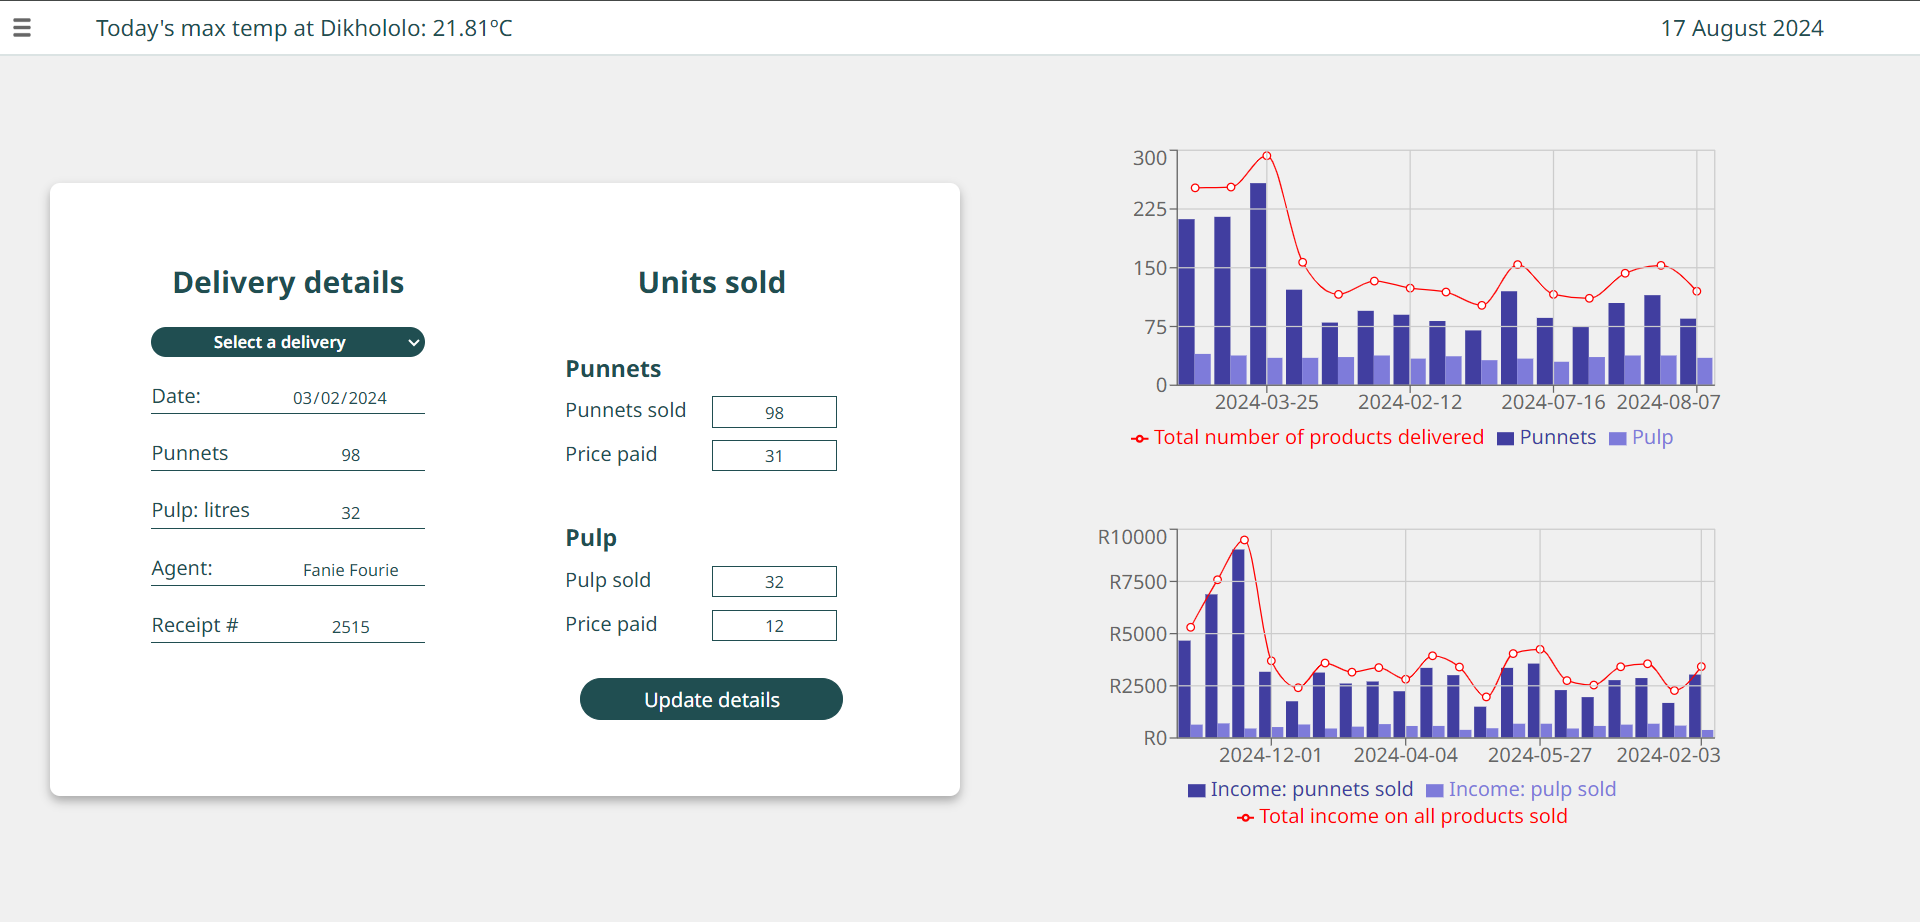 Today's max temp at Dikhololo: 21.81°C
17 August 2024
Delivery details
Select a delivery
Date: 03/02/2024
Punnets 98
Pulp: litres 32
Agent: Fanie Fourie
Receipt # 2515
Units sold
Punnets
Punnets sold 98
Price paid 31
Pulp
Pulp sold 32
Price paid 12
Update details
300
225
150
75
0
2024-03-25 2024-02-12 2024-07-16 2024-08-07
Total number of products delivered Punnets Pulp
R10000
R7500
R5000
R2500
R0
2024-12-01 2024-04-04 2024-05-27 2024-02-03
Income: punnets sold Income: pulp sold
Total income on all products sold